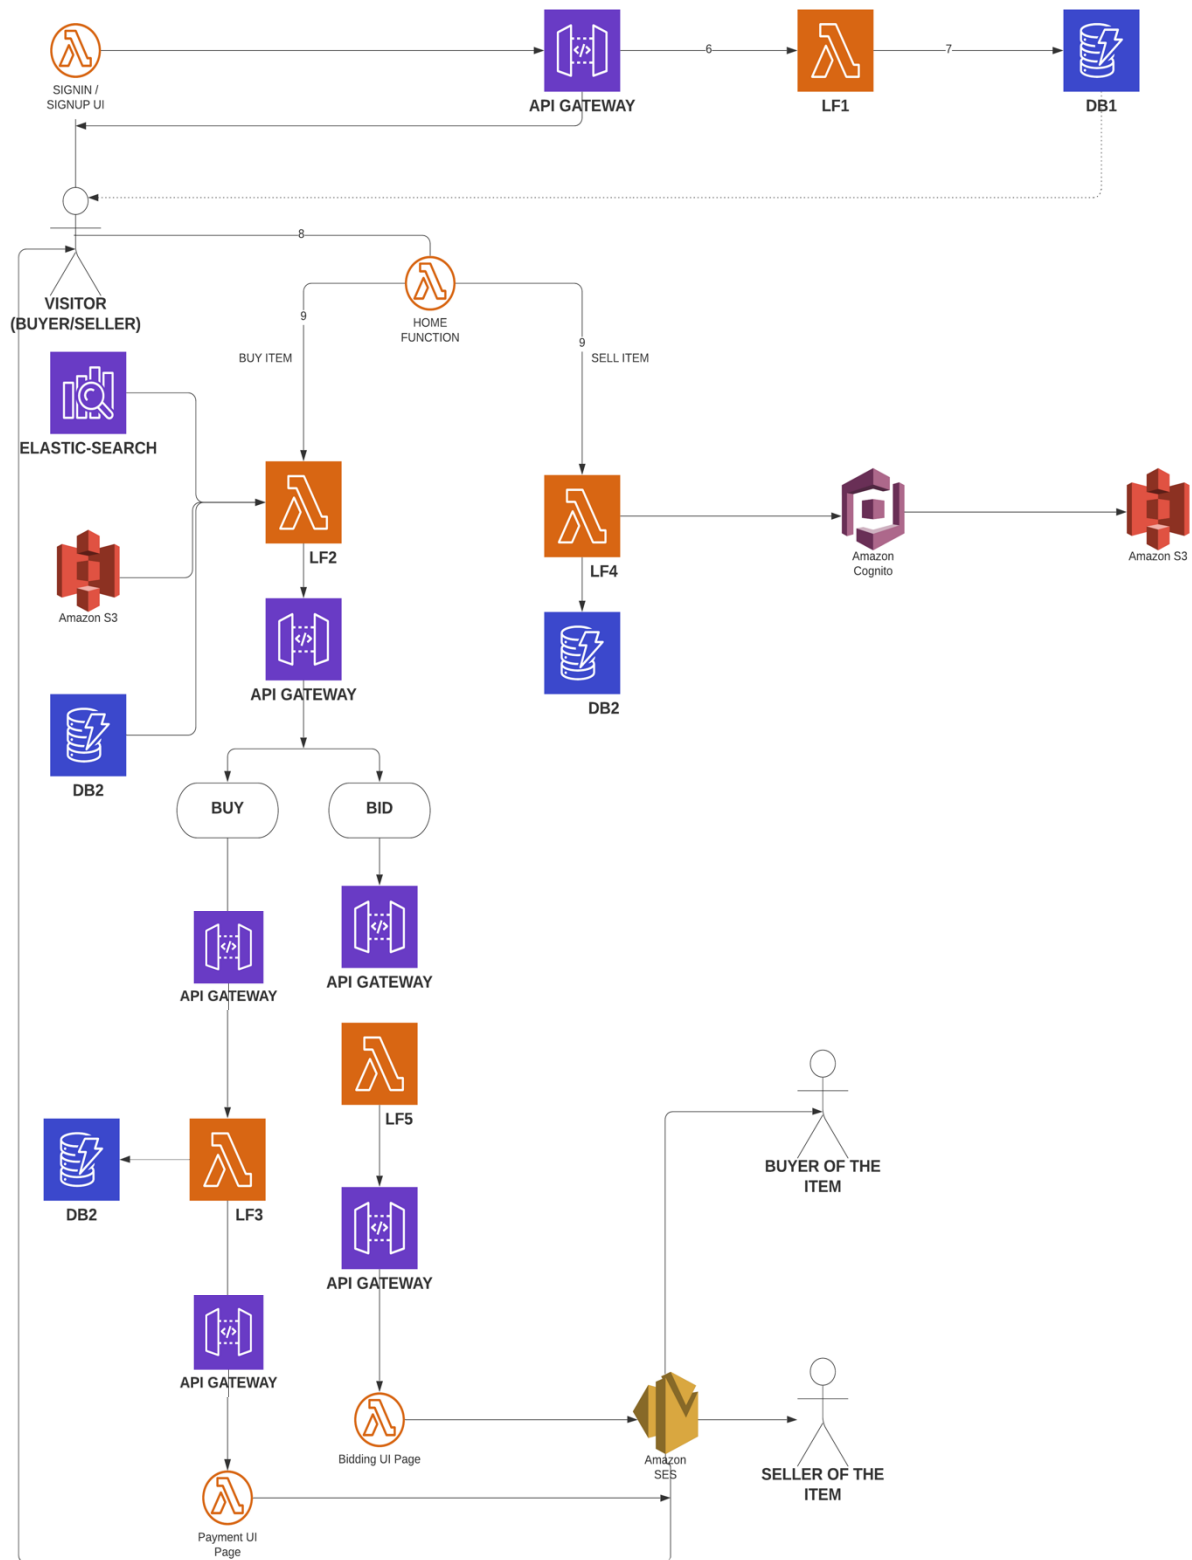 SIGNIN /
SIGNUP UI
API GATEWAY
6
LF1
7
DB1
8
VISITOR
(BUYER/SELLER)
HOME
FUNCTION
9
9
BUY ITEM
SELL ITEM
ELASTIC-SEARCH
LF2
LF4
Amazon
Cognito
Amazon S3
Amazon S3
API GATEWAY
DB2
DB2
BUY
BID
API GATEWAY
API GATEWAY
LF5
DB2
LF3
BUYER OF THE
ITEM
API GATEWAY
API GATEWAY
Bidding UI Page
Amazon
SES
SELLER OF THE
ITEM
Payment UI
Page